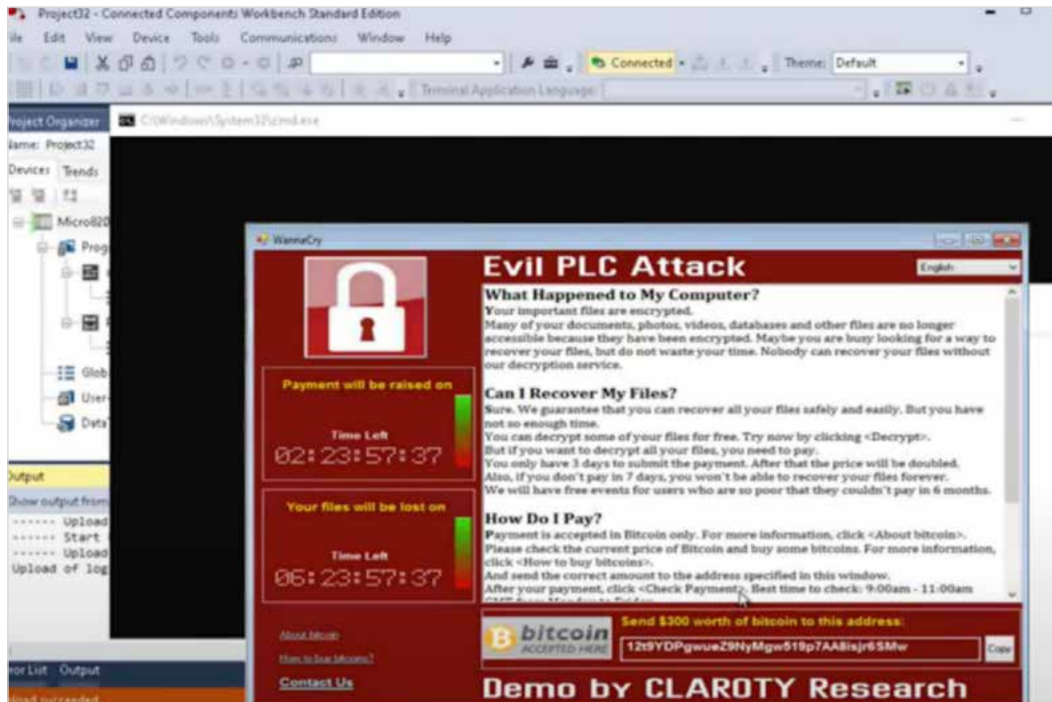 Project32 - Connected Components Workbench Standard Edition
ile Edit View Device Tools Communications Window Help
Connected Theme: Default
Terminal Application Language:
Project Organizer
C:\Windows\System32\cmd.exe
Name: Project32
Devices Trends
Micro820
Prog
Glob
User-
Data
Output
Show output from
------ Upload
------ Start
------ Upload
Upload of log
or List Output
load succeeded
WannaCry
Evil PLC Attack
English
Payment will be raised on
Time Left
02:23:57:37
Your files will be lost on
Time Left
06:23:57:37
About bitcoin
How to buy bitcoins?
Contact Us
What Happened to My Computer?
Your important files are encrypted.
Many of your documents, photos, videos, databases and other files are no longer
accessible because they have been encrypted. Maybe you are busy looking for a way to
recover your files, but do not waste your time. Nobody can recover your files without
our decryption service.
Can I Recover My Files?
Sure. We guarantee that you can recover all your files safely and easily. But you have
not so enough time.
You can decrypt some of your files for free. Try now by clicking <Decrypt>.
But if you want to decrypt all your files, you need to pay.
You only have 3 days to submit the payment. After that the price will be doubled.
Also, if you don't pay in 7 days, you won't be able to recover your files forever.
We will have free events for users who are so poor that they couldn't pay in 6 months.
How Do I Pay?
Payment is accepted in Bitcoin only. For more information, click <About bitcoin>.
Please check the current price of Bitcoin and buy some bitcoins. For more information,
click <How to buy bitcoins>.
And send the correct amount to the address specified in this window.
After your payment, click <Check Payment>. Best time to check: 9:00am - 11:00am
GMT from Monday to Friday.
bitcoin
ACCEPTED HERE
Send $300 worth of bitcoin to this address:
12t9YDPgwueZ9NyMgw519p7AA8isjr6SMw
Copy
Demo by CLAROTY Research